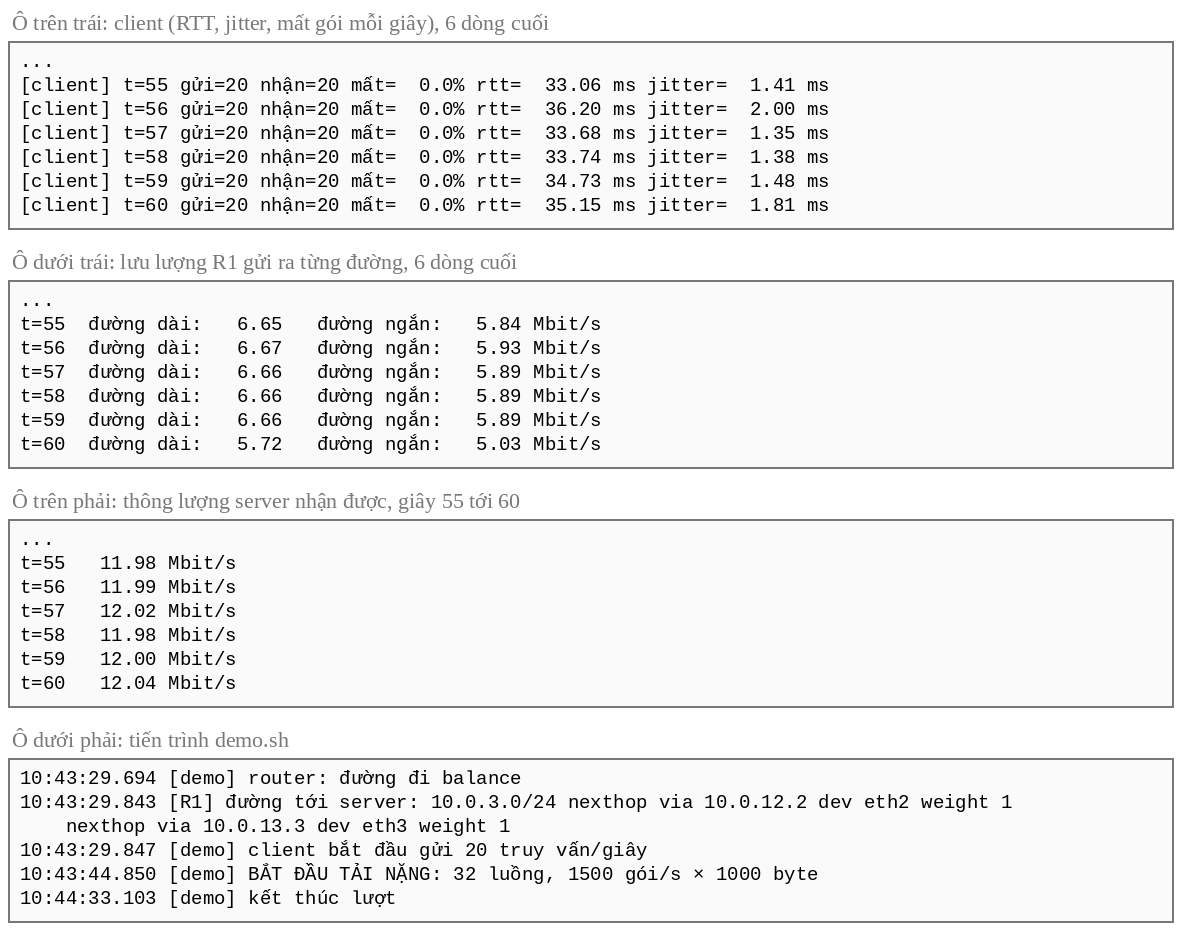 Ô trên trái: client (RTT, jitter, mất gói mỗi giây), 6 dòng cuối
...
[client] t=55 gửi=20 nhận=20 mất=  0.0% rtt=  33.06 ms jitter=  1.41 ms
[client] t=56 gửi=20 nhận=20 mất=  0.0% rtt=  36.20 ms jitter=  2.00 ms
[client] t=57 gửi=20 nhận=20 mất=  0.0% rtt=  33.68 ms jitter=  1.35 ms
[client] t=58 gửi=20 nhận=20 mất=  0.0% rtt=  33.74 ms jitter=  1.38 ms
[client] t=59 gửi=20 nhận=20 mất=  0.0% rtt=  34.73 ms jitter=  1.48 ms
[client] t=60 gửi=20 nhận=20 mất=  0.0% rtt=  35.15 ms jitter=  1.81 ms
Ô dưới trái: lưu lượng R1 gửi ra từng đường, 6 dòng cuối
...
t=55  đường dài:   6.65   đường ngắn:   5.84 Mbit/s
t=56  đường dài:   6.67   đường ngắn:   5.93 Mbit/s
t=57  đường dài:   6.66   đường ngắn:   5.89 Mbit/s
t=58  đường dài:   6.66   đường ngắn:   5.89 Mbit/s
t=59  đường dài:   6.66   đường ngắn:   5.89 Mbit/s
t=60  đường dài:   5.72   đường ngắn:   5.03 Mbit/s
Ô trên phải: thông lượng server nhận được, giây 55 tới 60
...
t=55   11.98 Mbit/s
t=56   11.99 Mbit/s
t=57   12.02 Mbit/s
t=58   11.98 Mbit/s
t=59   12.00 Mbit/s
t=60   12.04 Mbit/s
Ô dưới phải: tiến trình demo.sh
10:43:29.694 [demo] router: đường đi balance
10:43:29.843 [R1] đường tới server: 10.0.3.0/24 nexthop via 10.0.12.2 dev eth2 weight 1
    nexthop via 10.0.13.3 dev eth3 weight 1
10:43:29.847 [demo] client bắt đầu gửi 20 truy vấn/giây
10:43:44.850 [demo] BẮT ĐẦU TẢI NẶNG: 32 luồng, 1500 gói/s × 1000 byte
10:44:33.103 [demo] kết thúc lượt